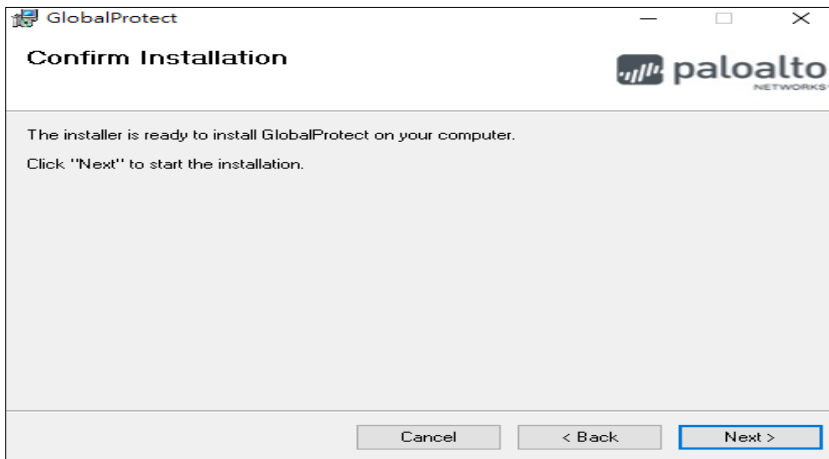 GlobalProtect
Confirm Installation
paloalto
NETWORKS
The installer is ready to install GlobalProtect on your computer.
Click "Next" to start the installation.
Cancel
< Back
Next >